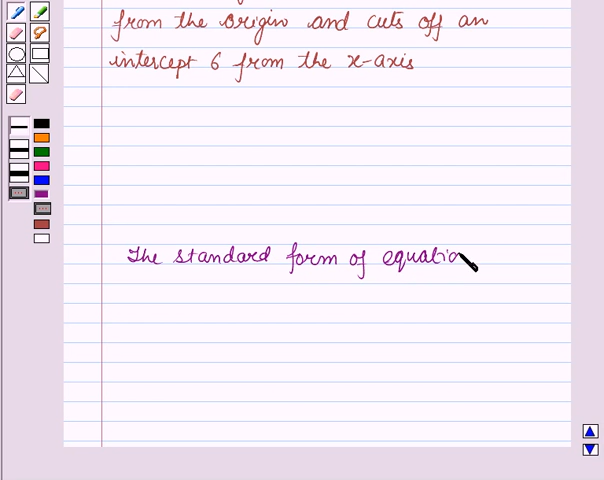 from the origin and cuts off an
intercept 6 from the x-axis
The standard form of equatio